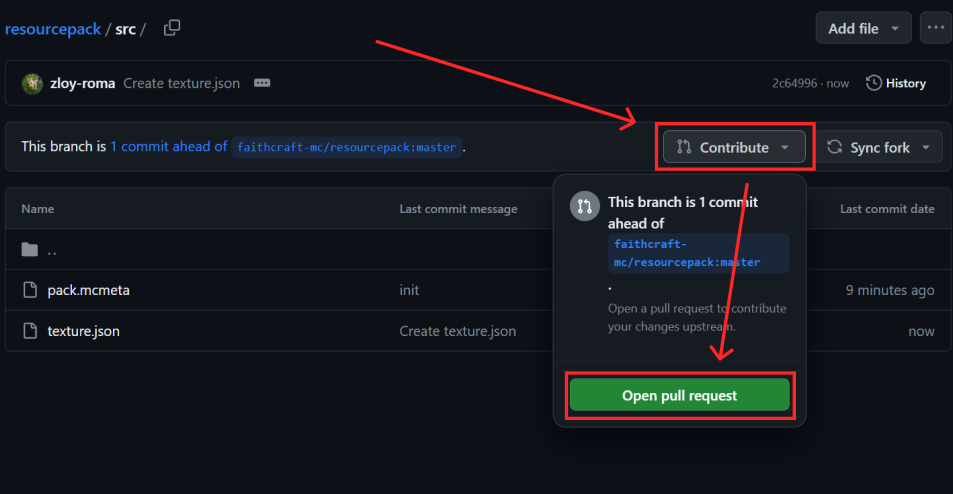 resourcepack / src /
Add file
zloy-roma Create texture.json
2c64996 · now
History
This branch is 1 commit ahead of faithcraft-mc/resourcepack:master .
Contribute
Sync fork
This branch is 1 commit
ahead of
faithcraft-
mc/resourcepack:master
.
Open a pull request to contribute
your changes upstream.
Open pull request
Name Last commit message Last commit date
..
pack.mcmeta init 9 minutes ago
texture.json Create texture.json now